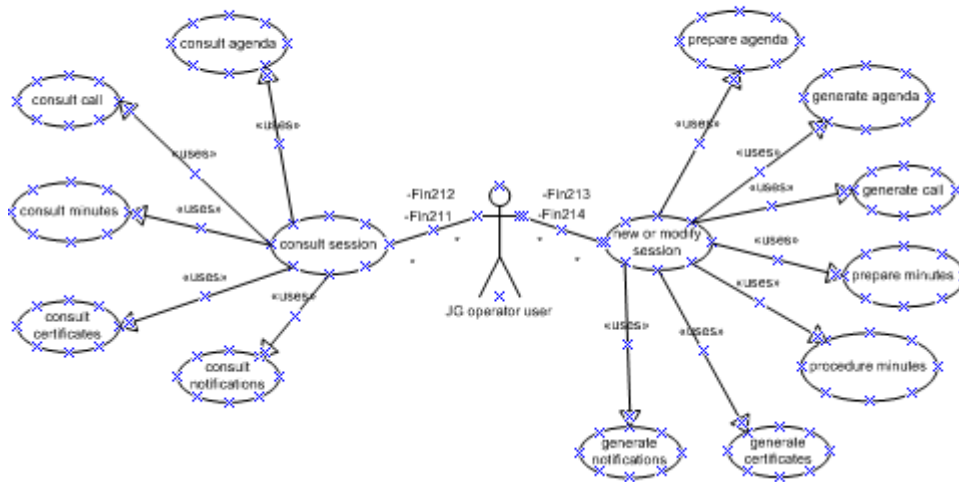 consult agenda
prepare agenda
consult call
generate agenda
«uses»
«uses»
«uses»
«uses»
consult minutes
«uses»
-Fin212
-Fin213
«uses»
generate call
-Fin211
-Fin214
consult session
*
*
new or modify
session
«uses»
*
*
«uses»
prepare minutes
«uses»
«uses»
JG operator user
consult
certificates
«uses»
«uses»
consult
notifications
procedure minutes
generate
notifications
generate
certificates